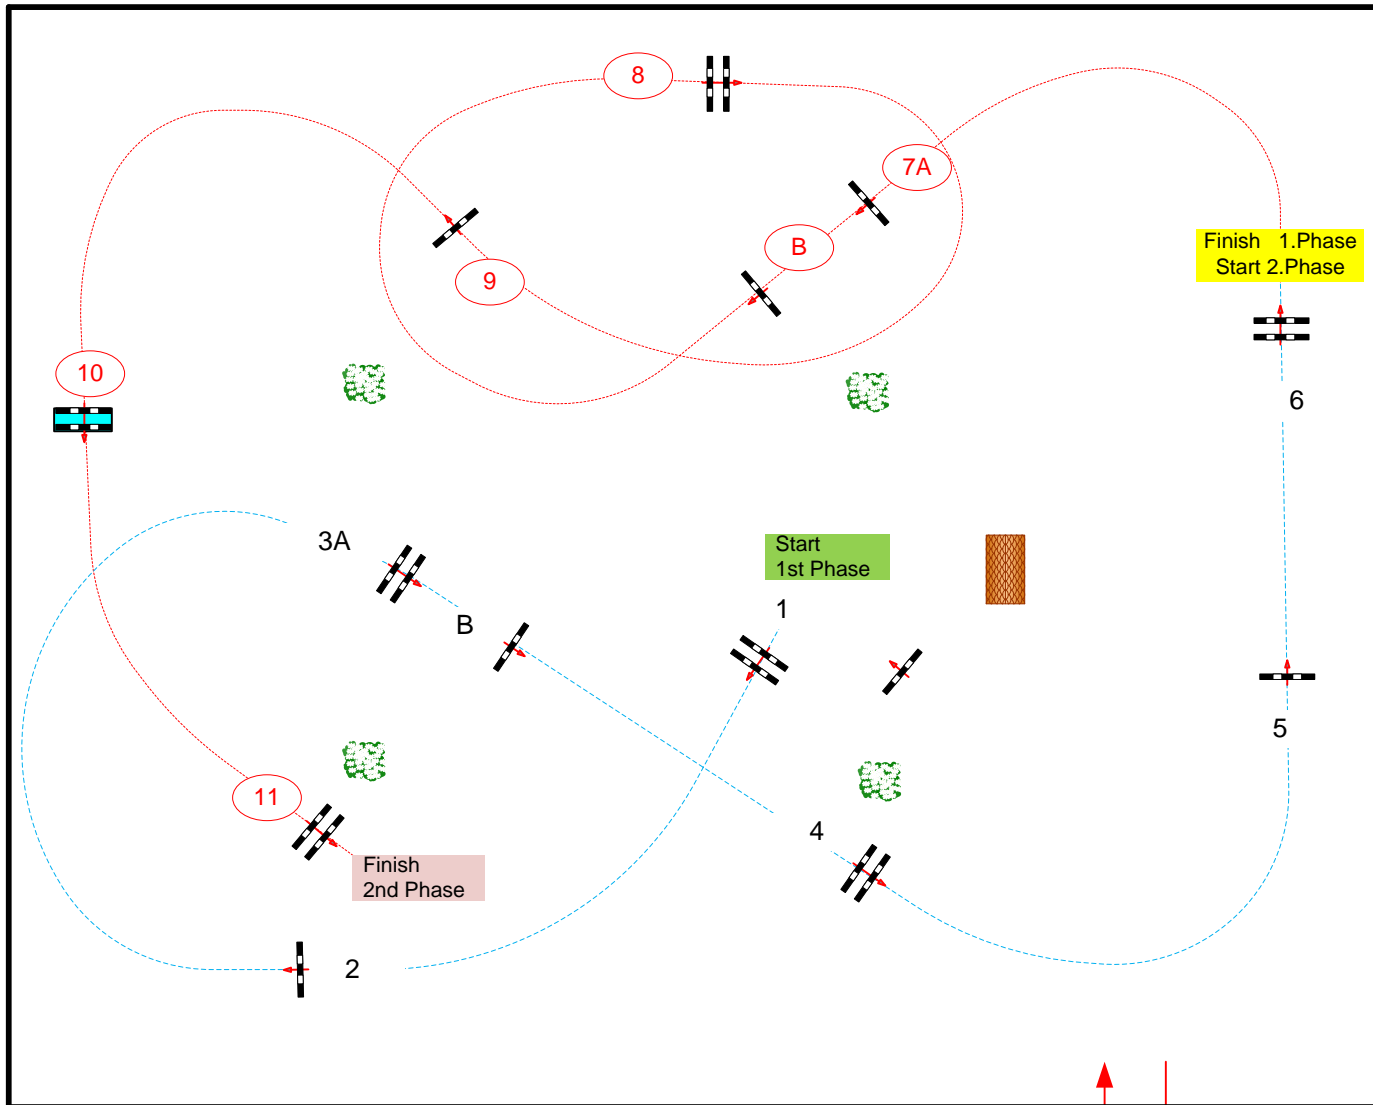 8
7A
B
9
Finish 1.Phase
Start 2.Phase
10
6
3A
Start
1st Phase
1
B
5
11
4
Finish
2nd Phase
2